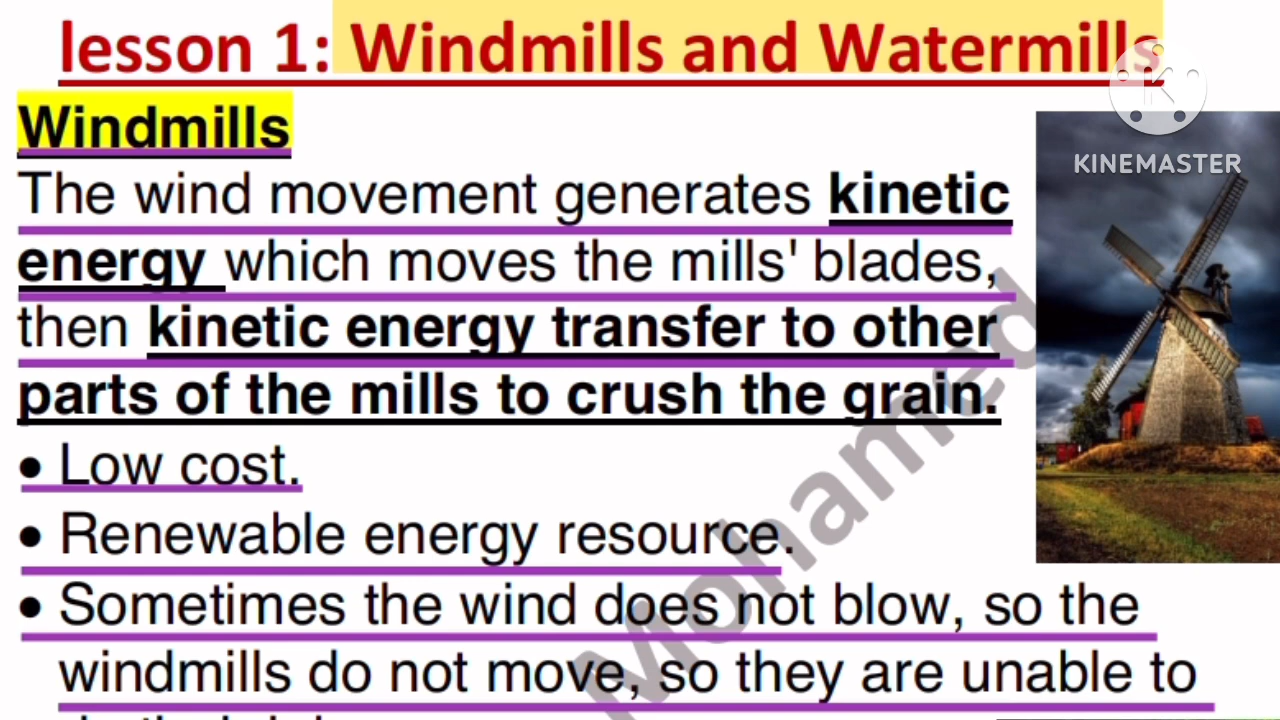 lesson 1: Windmills and Watermills
Windmills
The wind movement generates kinetic
energy which moves the mills' blades,
then kinetic energy transfer to other
parts of the mills to crush the grain.
• Low cost.
• Renewable energy resource.
• Sometimes the wind does not blow, so the
windmills do not move, so they are unable to
K
KINEMASTER
Mohamed